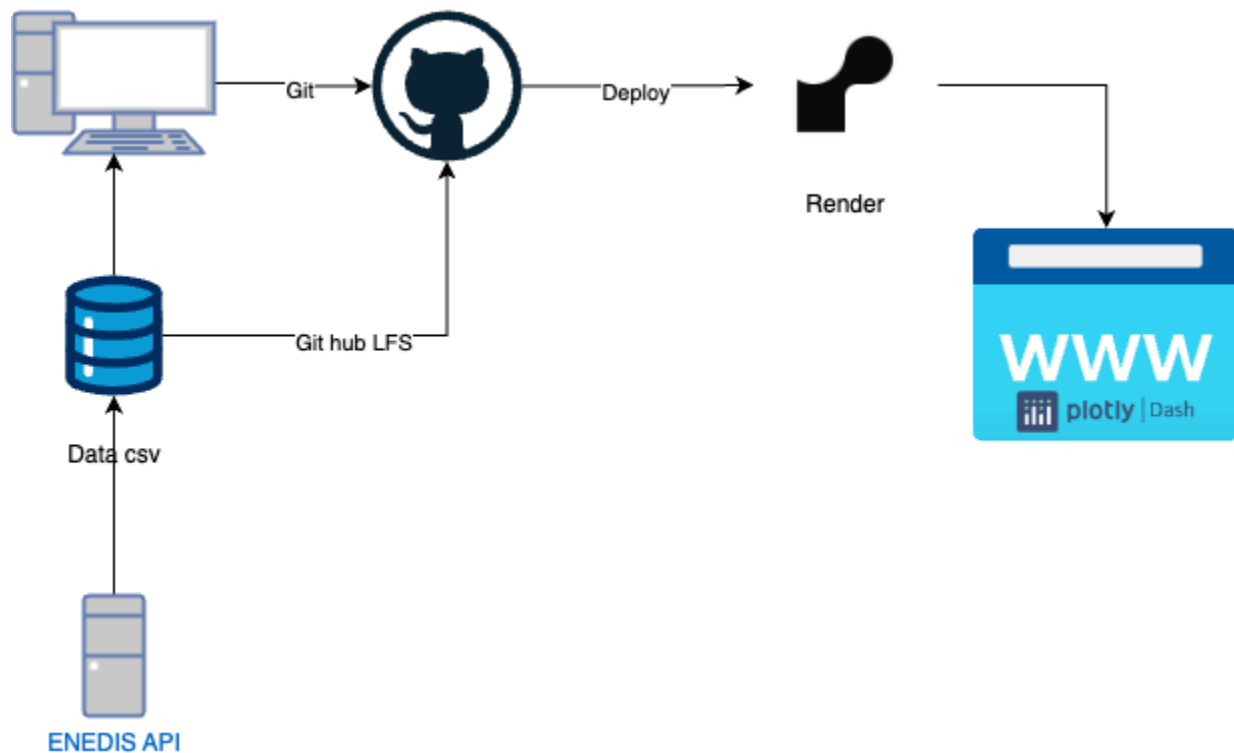 Git
Deploy
Render
Git hub LFS
www
plotly | Dash
Data csv
ENEDIS API